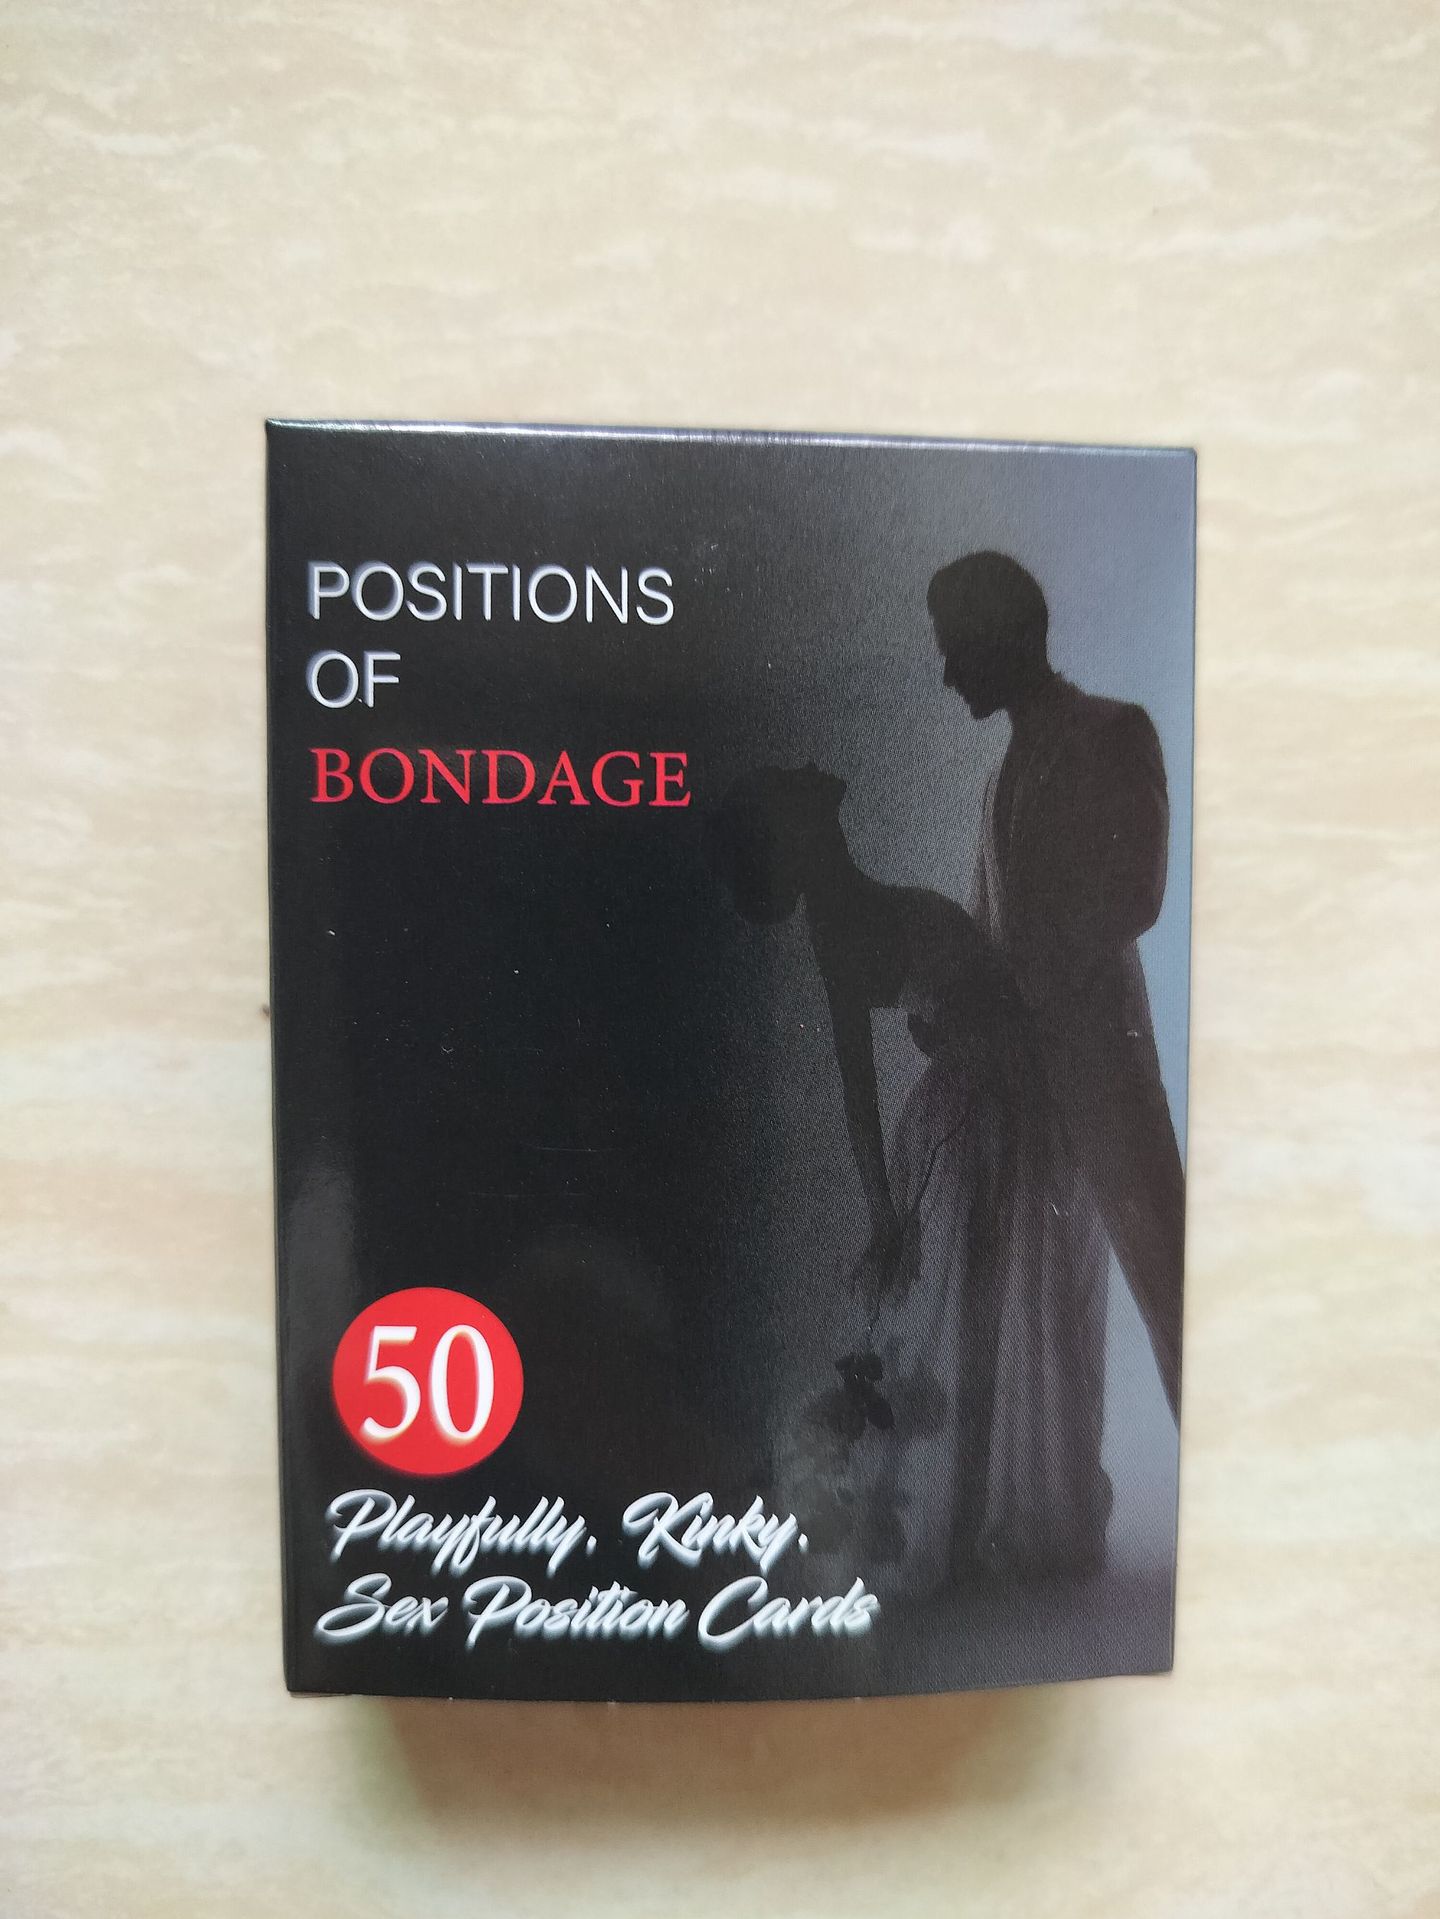 POSITIONS
OF
BONDAGE
50
Playfully. Kinky.
Sex Position Cards